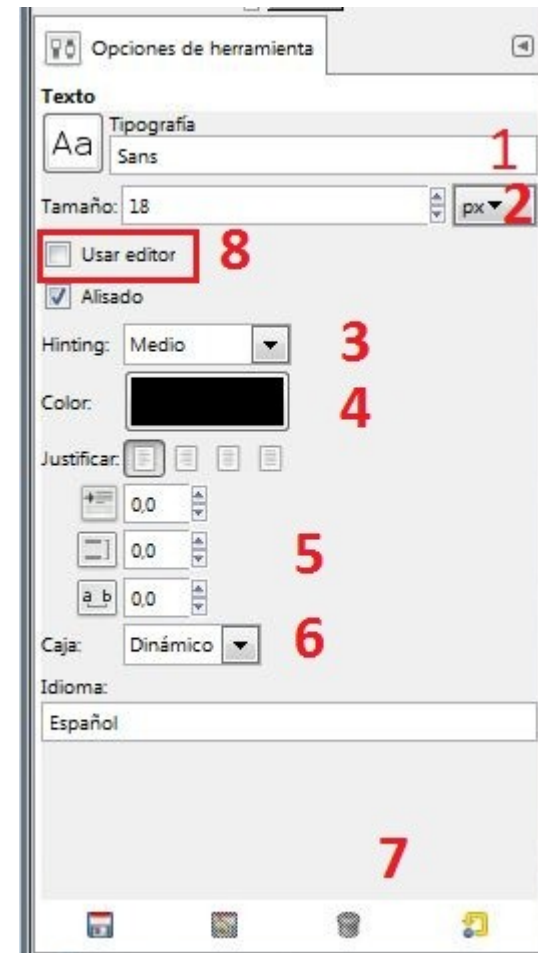 Opciones de herramienta
Texto
Aa
Tipografía
Sans
1
Tamaño: 18 px 2
Usar editor 8
Alisado
Hinting: Medio 3
Color: 4
Justificar:
0,0
0,0 5
a b 0,0
Caja: Dinámico 6
Idioma:
Español
7